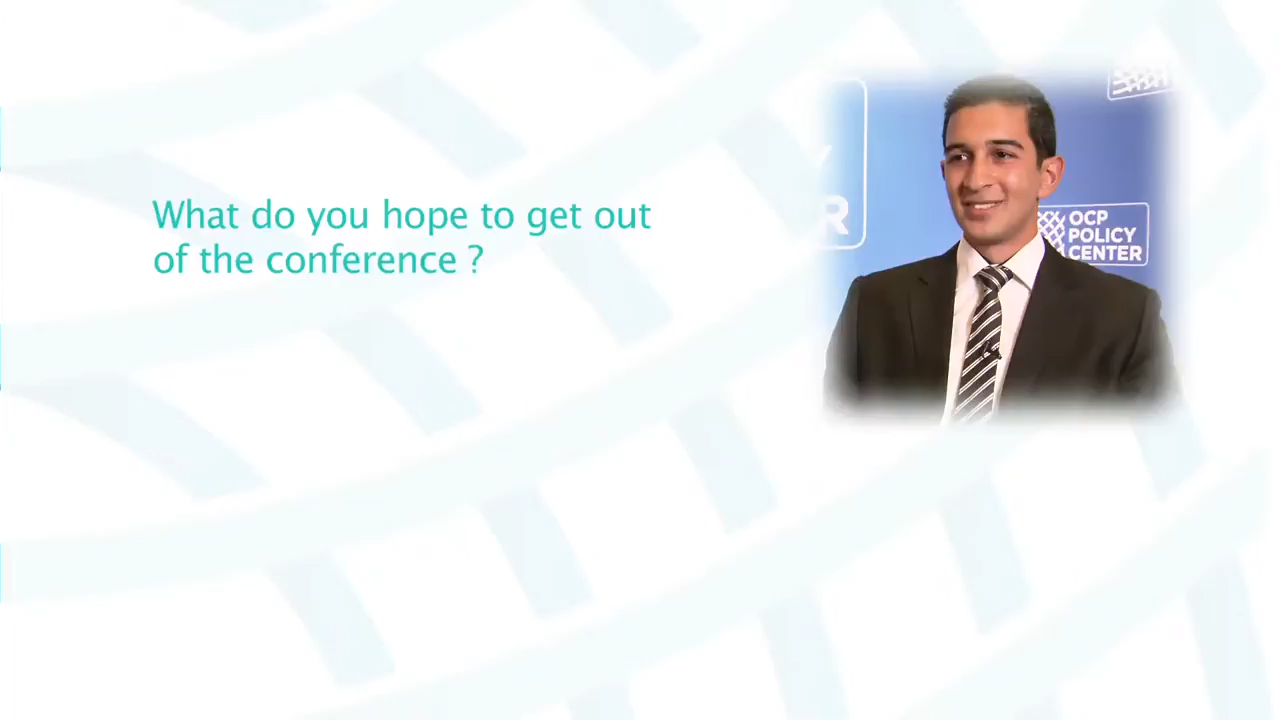 What do you hope to get out
of the conference ?
OCP
POLICY
CENTER